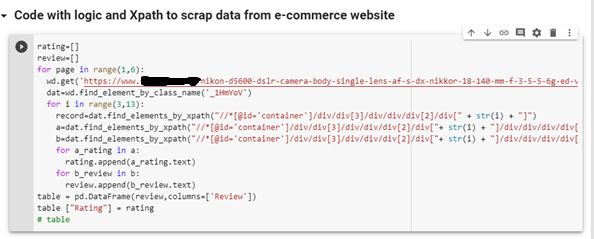 Code with logic and Xpath to scrap data from e-commerce website
rating=[]
review=[]
for page in range(1,6):
wd.get('https://www. nikon-d5600-dslr-camera-body-single-lens-af-s-dx-nikkor-18-140-mm-f-3-5-5-6g-ed-v
dat=wd.find_element_by_class_name('_1HmYoV')
for i in range(3,13):
record=dat.find_elements_by_xpath("//*[@id='container']/div/div[3]/div/div/div[2]/div[" + str(i) + "]")
a=dat.find_elements_by_xpath("//*[@id='container']/div/div[3]/div/div/div[2]/div["+ str(i) + "]/div/div/div[
b=dat.find_elements_by_xpath("//*[@id='container']/div/div[3]/div/div/div[2]/div["+ str(i) + "]/div/div/div[
for a_rating in a:
rating.append(a_rating.text)
for b_review in b:
review.append(b_review.text)
table = pd.DataFrame(review,columns=['Review'])
table ["Rating"] = rating
# table